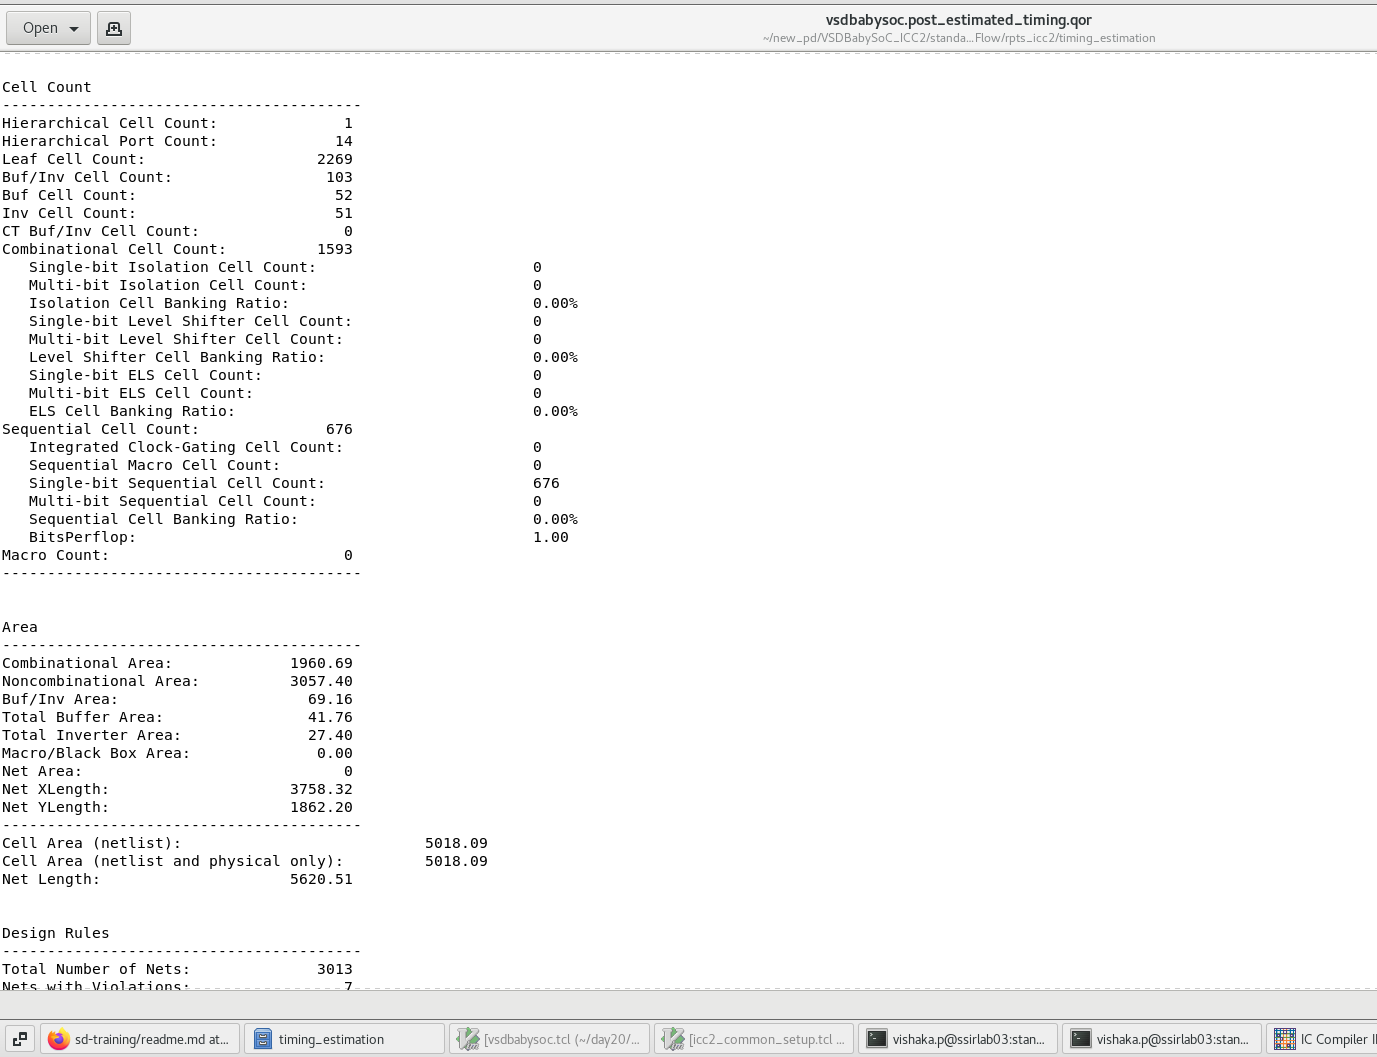 Open
vsdbabysoc.post_estimated_timing.qor
~/new_pd/VSDBabySoC_ICC2/standa...Flow/rpts_icc2/timing_estimation
Cell Count
----------------------------------------
Hierarchical Cell Count: 1
Hierarchical Port Count: 14
Leaf Cell Count: 2269
Buf/Inv Cell Count: 103
Buf Cell Count: 52
Inv Cell Count: 51
CT Buf/Inv Cell Count: 0
Combinational Cell Count: 1593
Single-bit Isolation Cell Count: 0
Multi-bit Isolation Cell Count: 0
Isolation Cell Banking Ratio: 0.00%
Single-bit Level Shifter Cell Count: 0
Multi-bit Level Shifter Cell Count: 0
Level Shifter Cell Banking Ratio: 0.00%
Single-bit ELS Cell Count: 0
Multi-bit ELS Cell Count: 0
ELS Cell Banking Ratio: 0.00%
Sequential Cell Count: 676
Integrated Clock-Gating Cell Count: 0
Sequential Macro Cell Count: 0
Single-bit Sequential Cell Count: 676
Multi-bit Sequential Cell Count: 0
Sequential Cell Banking Ratio: 0.00%
BitsPerflop: 1.00
Macro Count: 0
----------------------------------------
Area
----------------------------------------
Combinational Area: 1960.69
Noncombinational Area: 3057.40
Buf/Inv Area: 69.16
Total Buffer Area: 41.76
Total Inverter Area: 27.40
Macro/Black Box Area: 0.00
Net Area: 0
Net XLength: 3758.32
Net YLength: 1862.20
----------------------------------------
Cell Area (netlist): 5018.09
Cell Area (netlist and physical only): 5018.09
Net Length: 5620.51
Design Rules
----------------------------------------
Total Number of Nets: 3013
Nets with Violations: 7
sd-training/readme.md at...
timing_estimation
[vsdbabysoc.tcl (~/day20/...
[icc2_common_setup.tcl ...
vishaka.p@ssirlab03:stan...
vishaka.p@ssirlab03:stan...
IC Compiler II